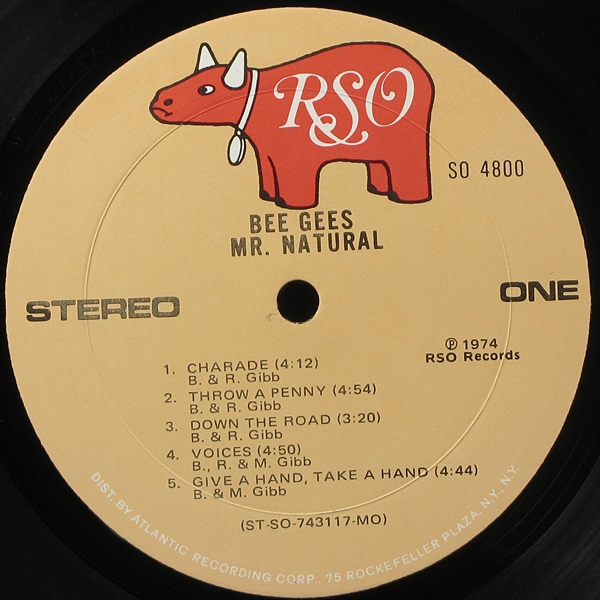 RSO
SO 4800
BEE GEES
MR. NATURAL
STEREO
ONE
℗ 1974
RSO Records
1. CHARADE (4:12)
B. & R. Gibb
2. THROW A PENNY (4:54)
B. & R. Gibb
3. DOWN THE ROAD (3:20)
B. & R. Gibb
4. VOICES (4:50)
B., R. & M. Gibb
5. GIVE A HAND, TAKE A HAND (4:44)
B. & M. Gibb
(ST-SO-743117-MO)
DIST. BY ATLANTIC RECORDING CORP., 75 ROCKEFELLER PLAZA, N.Y., N.Y.